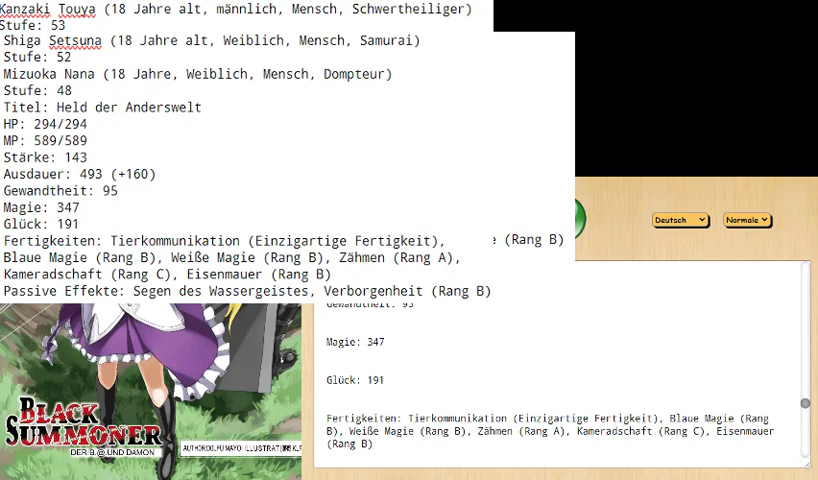 Kanzaki Touya (18 Jahre alt, männlich, Mensch, Schwertheiliger)
Stufe: 53
Shiga Setsuna (18 Jahre alt, Weiblich, Mensch, Samurai)
Stufe: 52
Mizuoka Nana (18 Jahre, Weiblich, Mensch, Dompteur)
Stufe: 48
Titel: Held der Anderswelt
HP: 294/294
MP: 589/589
Stärke: 143
Ausdauer: 493 (+160)
Gewandtheit: 95
Magie: 347
Glück: 191
Fertigkeiten: Tierkommunikation (Einzigartige Fertigkeit),
Blaue Magie (Rang B), Weiße Magie (Rang B), Zähmen (Rang A),
Kameradschaft (Rang C), Eisenmauer (Rang B)
Passive Effekte: Segen des Wassergeistes, Verborgenheit (Rang B)
e (Rang B)
Deutsch
Normale
Gewandtheit: 95
Magie: 347
Glück: 191
Fertigkeiten: Tierkommunikation (Einzigartige Fertigkeit), Blaue Magie (Rang
B), Weiße Magie (Rang B), Zähmen (Rang A), Kameradschaft (Rang C), Eisenmauer
(Rang B)
BLACK
SUMMONER